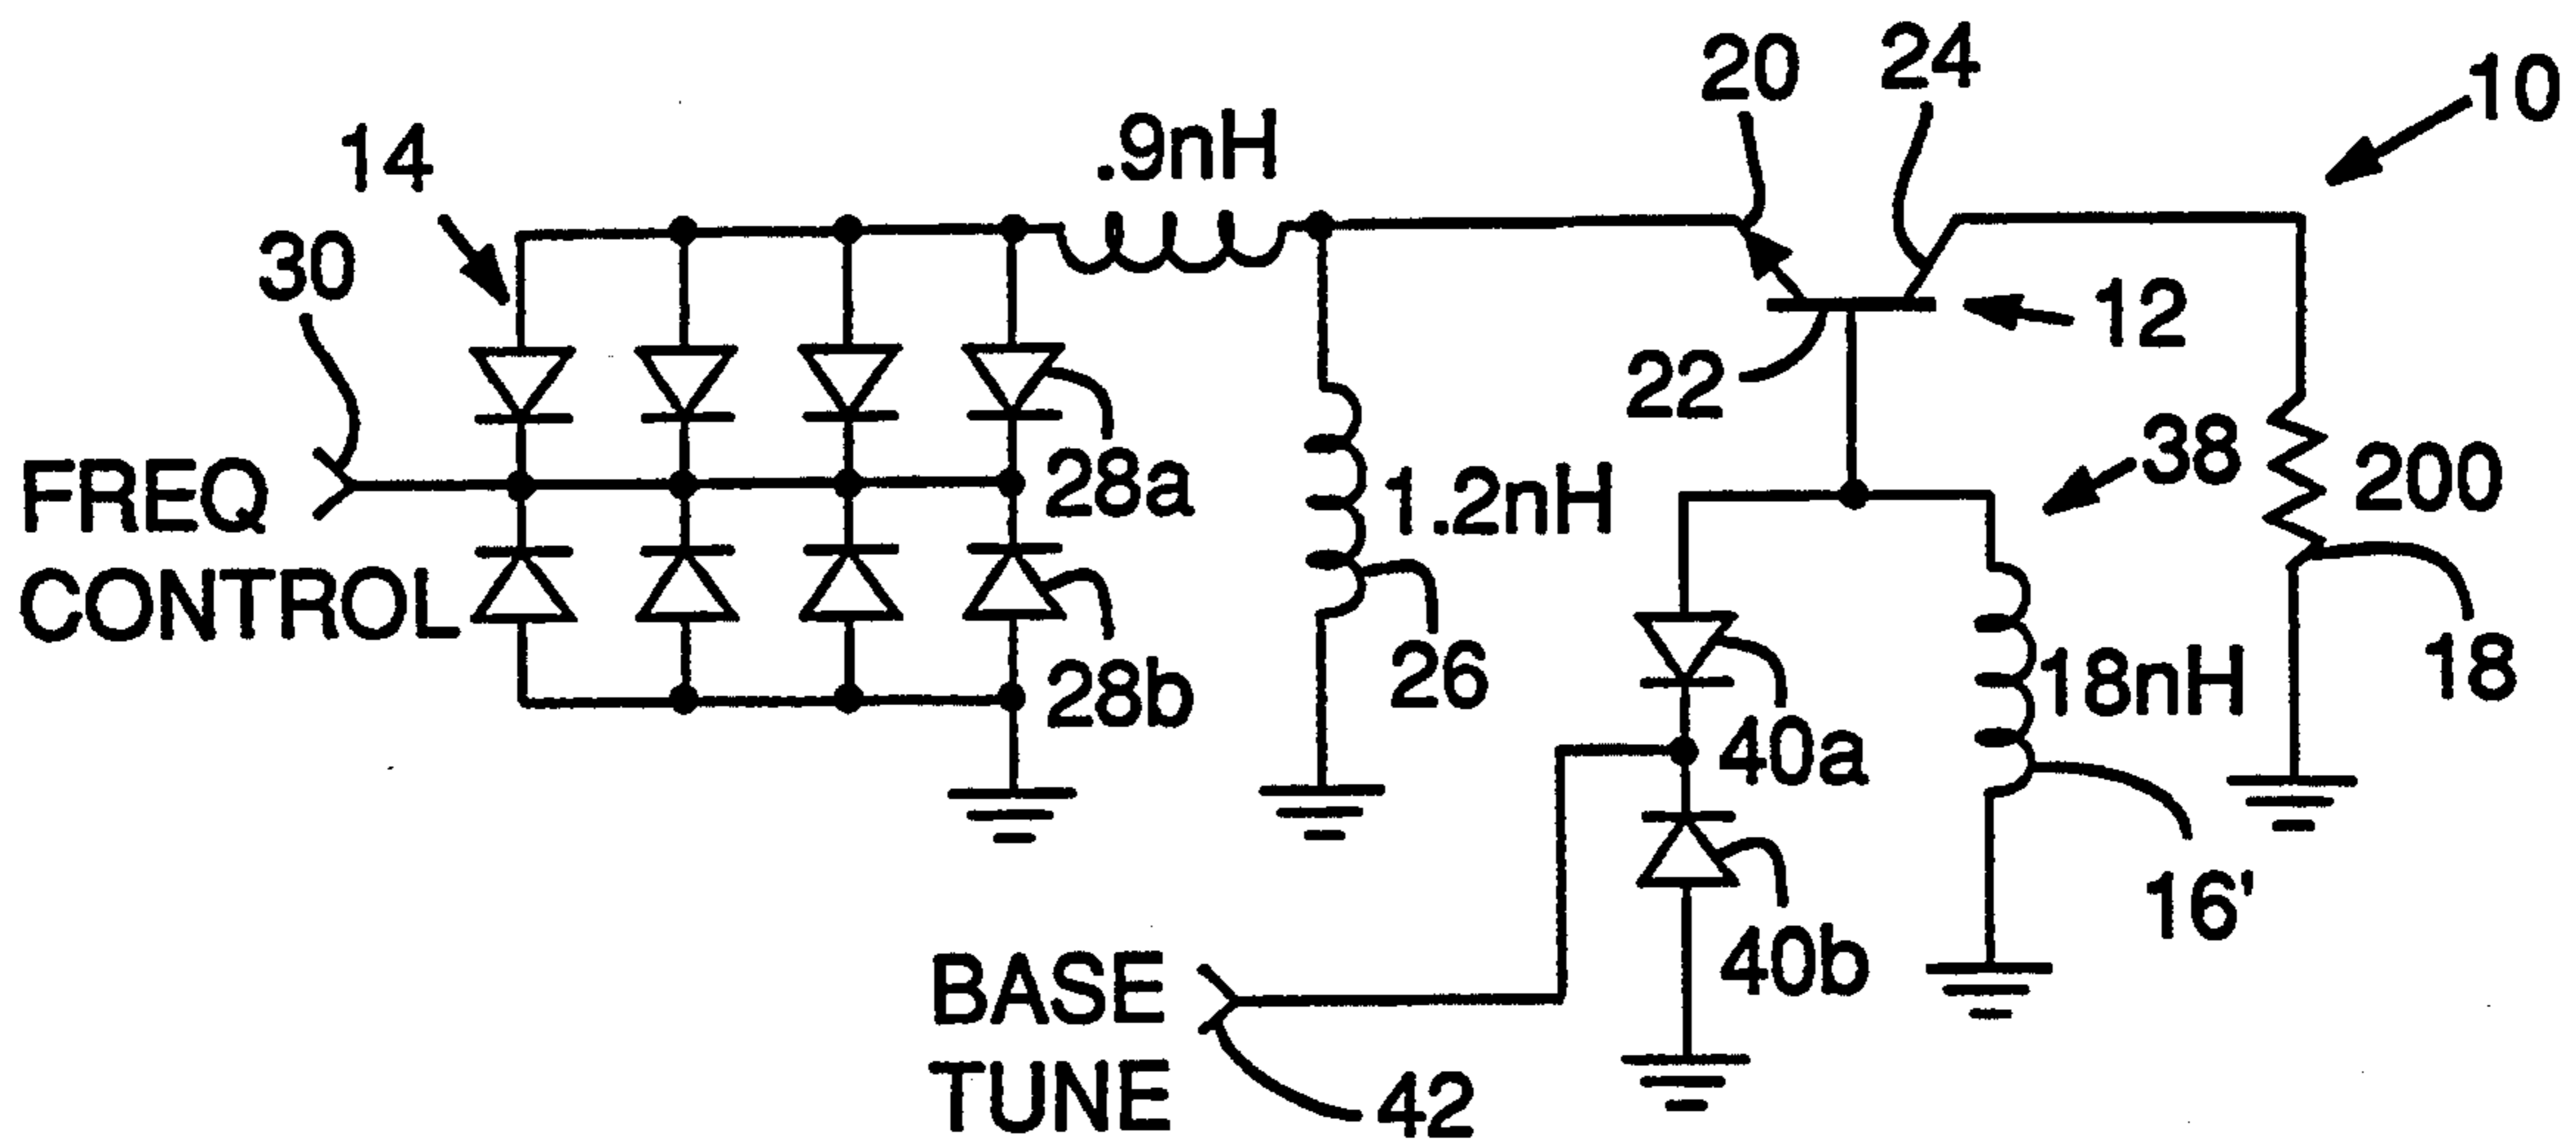 10
20
24
14
.9nH
30
12
22
38
28a
1.2nH
200
FREQ
CONTROL
28b
26
18nH
18
40a
16'
40b
BASE
TUNE
42